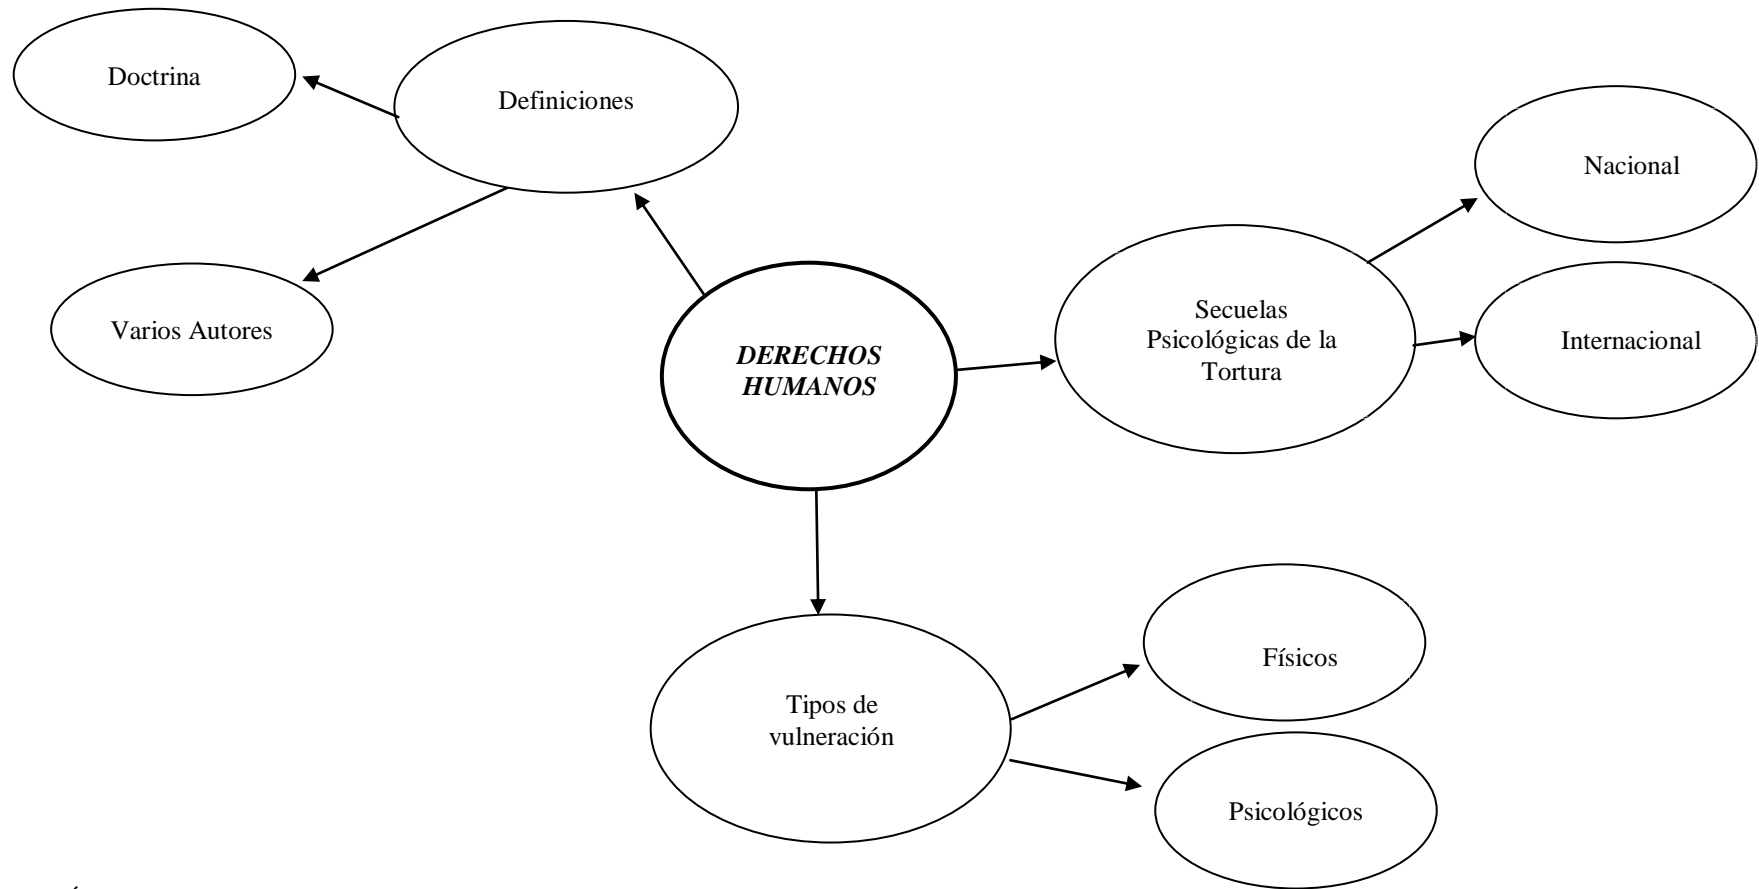 Doctrina
Definiciones
Nacional
Varios Autores
DERECHOS
HUMANOS
Secuelas
Psicológicas de la
Tortura
Internacional
Tipos de
vulneración
Físicos
Psicológicos